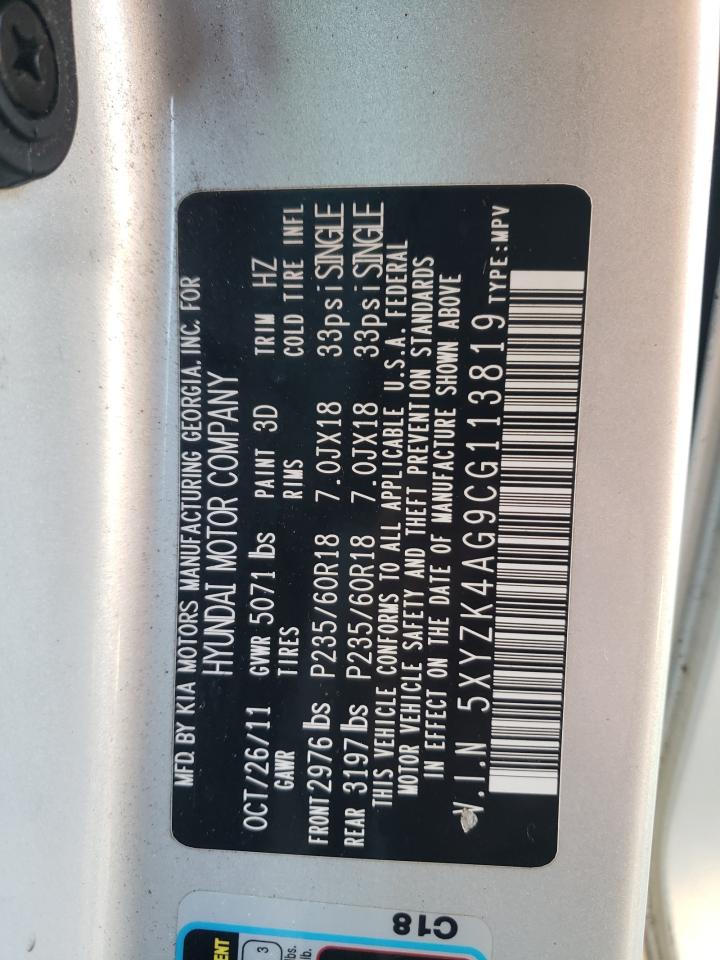 MFD. BY KIA MOTORS MANUFACTURING GEORGIA, INC. FOR
HYUNDAI MOTOR COMPANY
OCT/26/11 GVWR 5071 lbs PAINT 3D TRIM HZ
GAWR TIRES RIMS COLD TIRE INFL
FRONT 2976 lbs P235/60R18 7.0JX18 33psi SINGLE
REAR 3197 lbs P235/60R18 7.0JX18 33psi SINGLE
THIS VEHICLE CONFORMS TO ALL APPLICABLE U.S.A. FEDERAL
MOTOR VEHICLE SAFETY AND THEFT PREVENTION STANDARDS
IN EFFECT ON THE DATE OF MANUFACTURE SHOWN ABOVE
V.I.N 5XYZK4AG9CG113819 TYPE:MPV
C18
3
lbs.
lb.